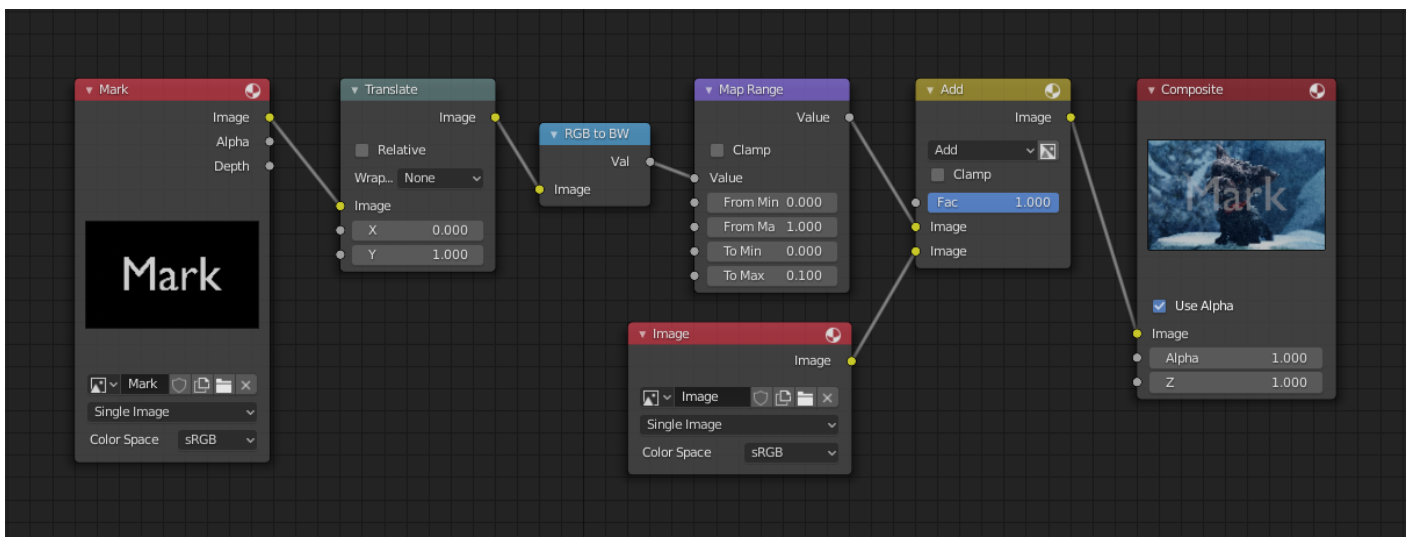 Mark
Image
Alpha
Depth
Mark
Mark
Single Image
Color Space sRGB
Translate
Image
Relative
Wrap... None
Image
X 0.000
Y 1.000
RGB to BW
Val
Image
Map Range
Value
Clamp
Value
From Min 0.000
From Ma 1.000
To Min 0.000
To Max 0.100
Image
Image
Image
Single Image
Color Space sRGB
Add
Image
Add
Clamp
Fac 1.000
Image
Image
Composite
Mark
Use Alpha
Image
Alpha 1.000
Z 1.000